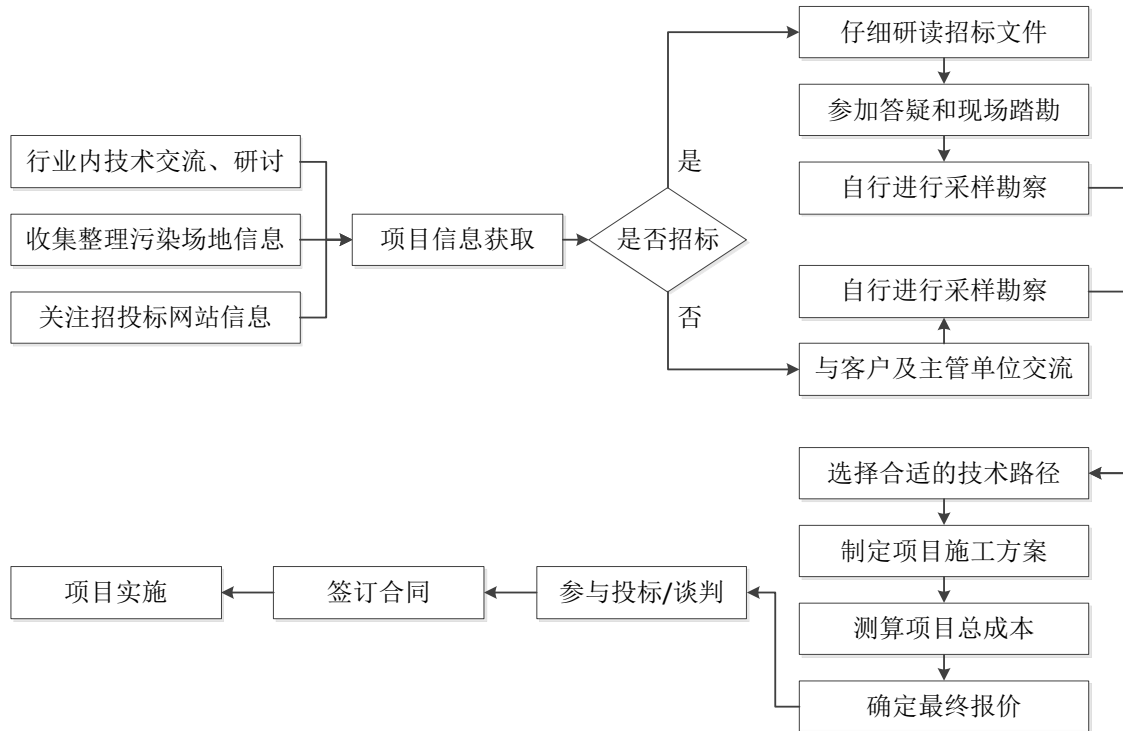 仔细研读招标文件
参加答疑和现场踏勘
自行进行采样勘察
行业内技术交流、研讨
收集整理污染场地信息
关注招投标网站信息
项目信息获取
是否招标
是
否
自行进行采样勘察
与客户及主管单位交流
选择合适的技术路径
制定项目施工方案
测算项目总成本
确定最终报价
参与投标/谈判
签订合同
项目实施